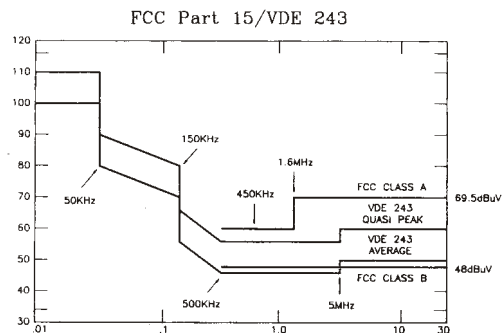 FCC Part 15/VDE 243
120
110
100
90
80
70
60
50
40
30
.01
.1
1.0
10
30
50KHz
150KHz
450KHz
1.6MHz
500KHz
5MHz
FCC CLASS A
VDE 243
QUASI PEAK
VDE 243
AVERAGE
FCC CLASS B
69.5dBuV
48dBuV